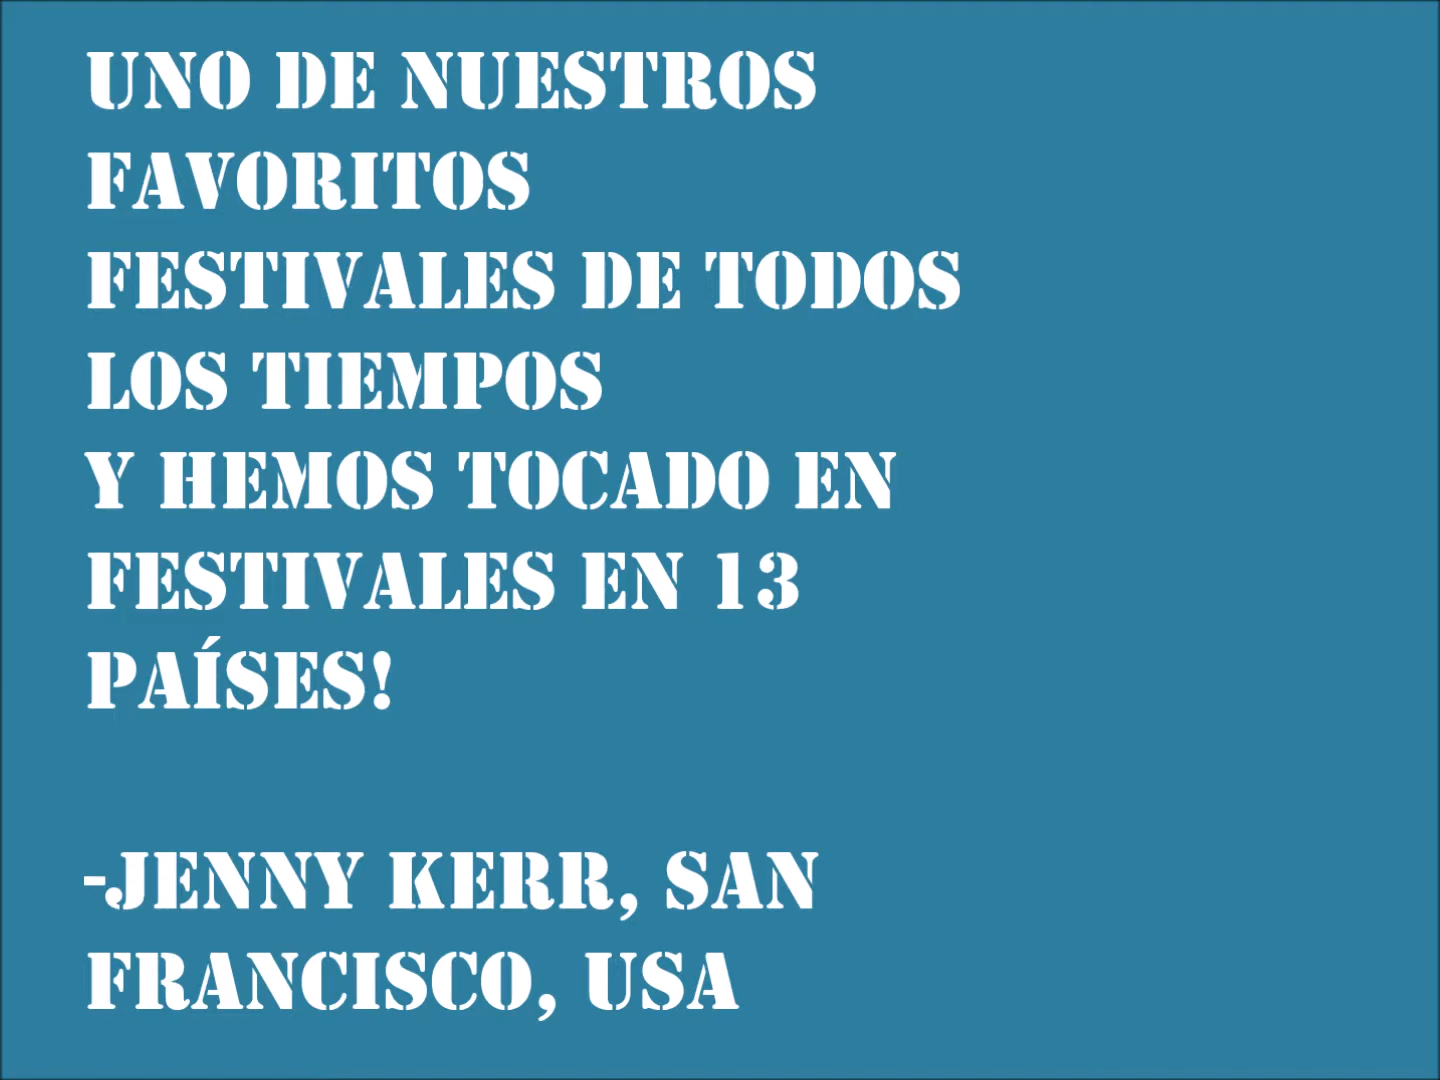 UNO DE NUESTROS
FAVORITOS
FESTIVALES DE TODOS
LOS TIEMPOS
Y HEMOS TOCADO EN
FESTIVALES EN 13
PAÍSES!
-JENNY KERR, SAN
FRANCISCO, USA